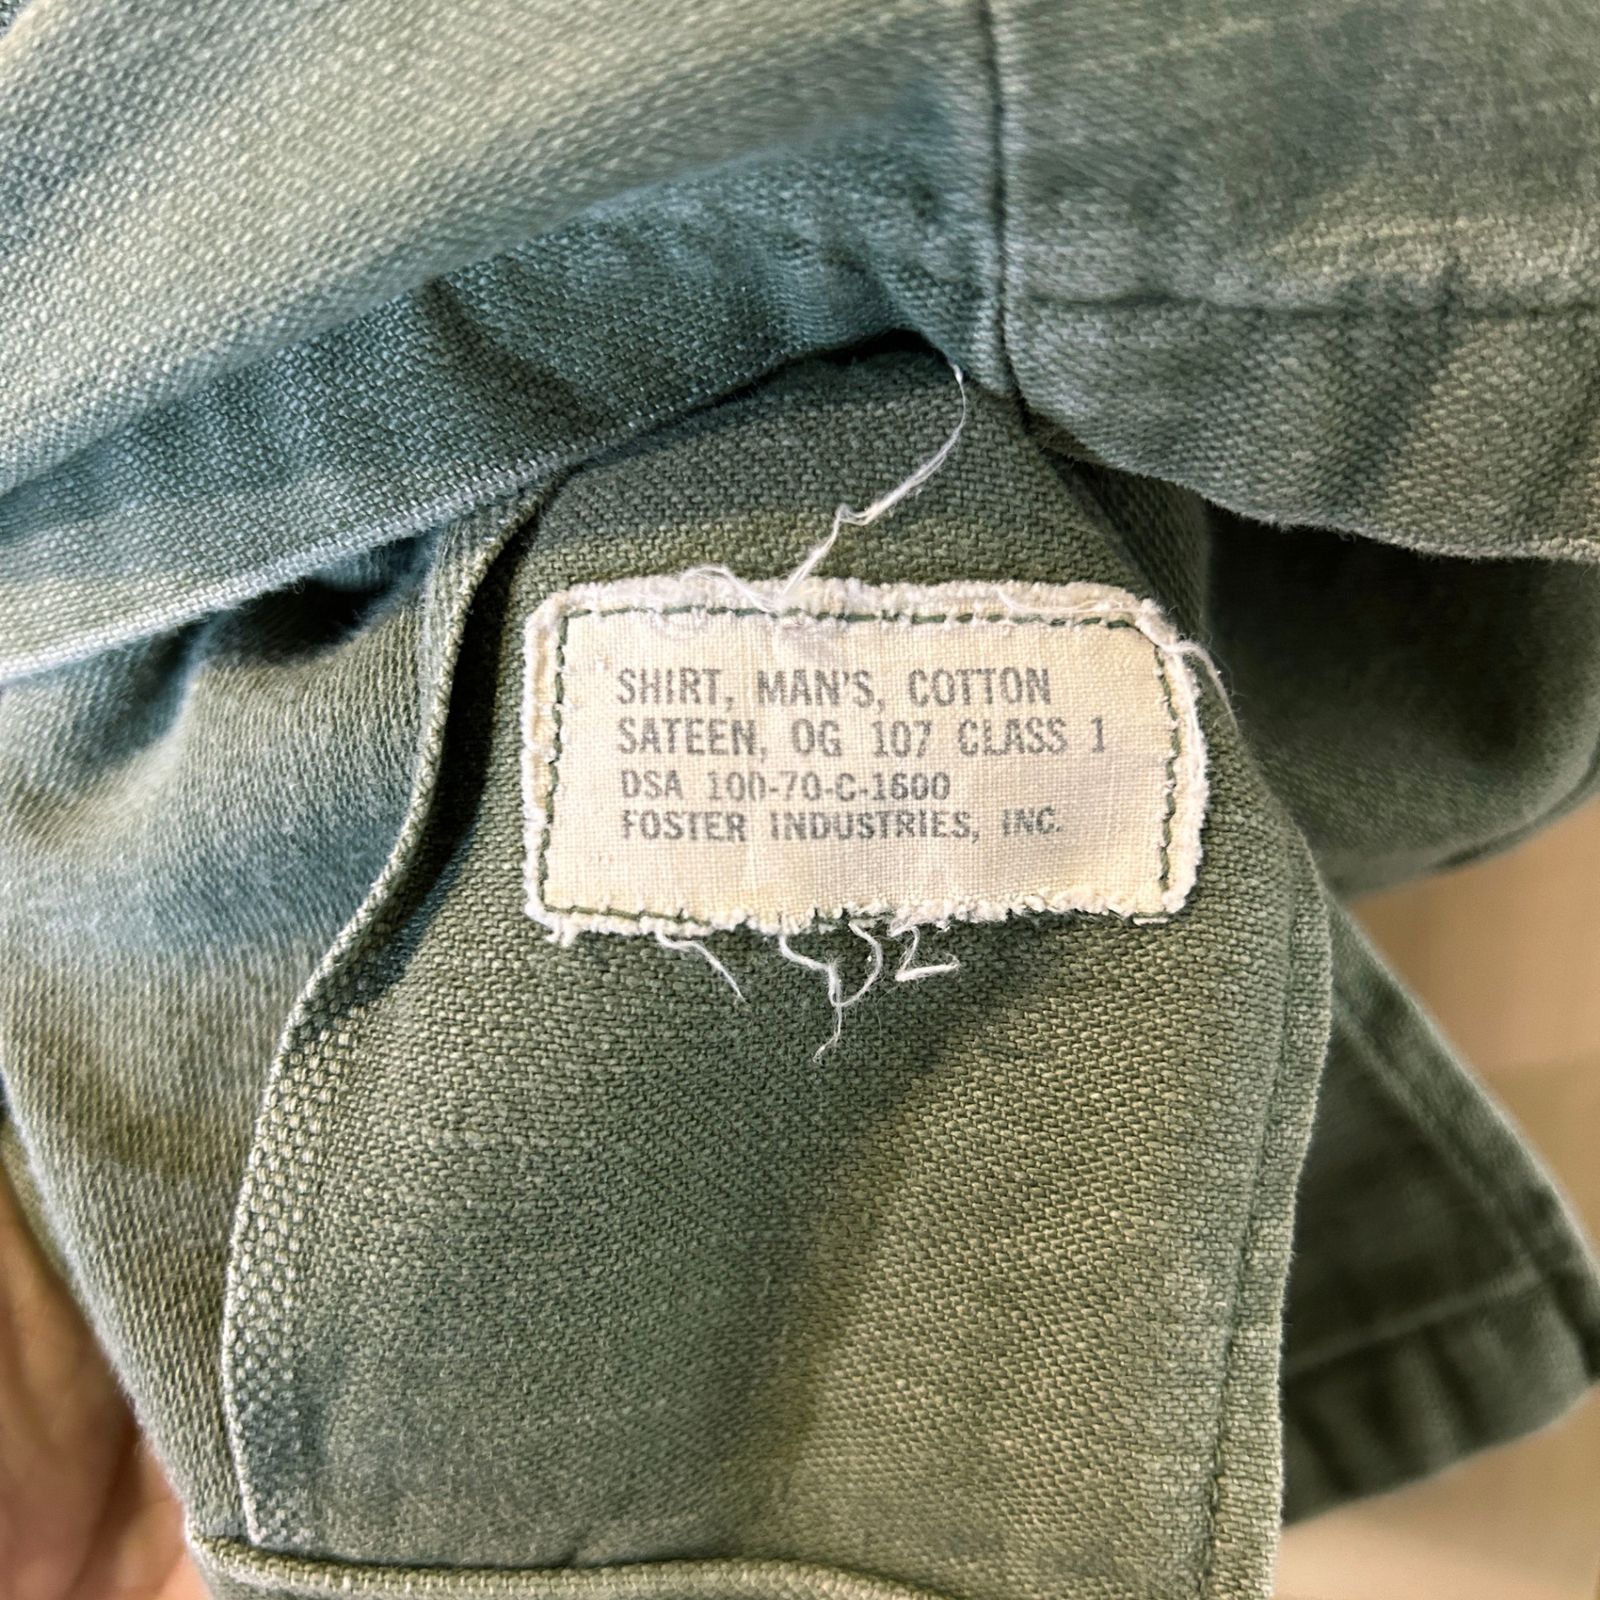 SHIRT, MAN'S, COTTON
SATEEN, OG 107 CLASS 1
DSA 100-70-C-1600
FOSTER INDUSTRIES, INC.